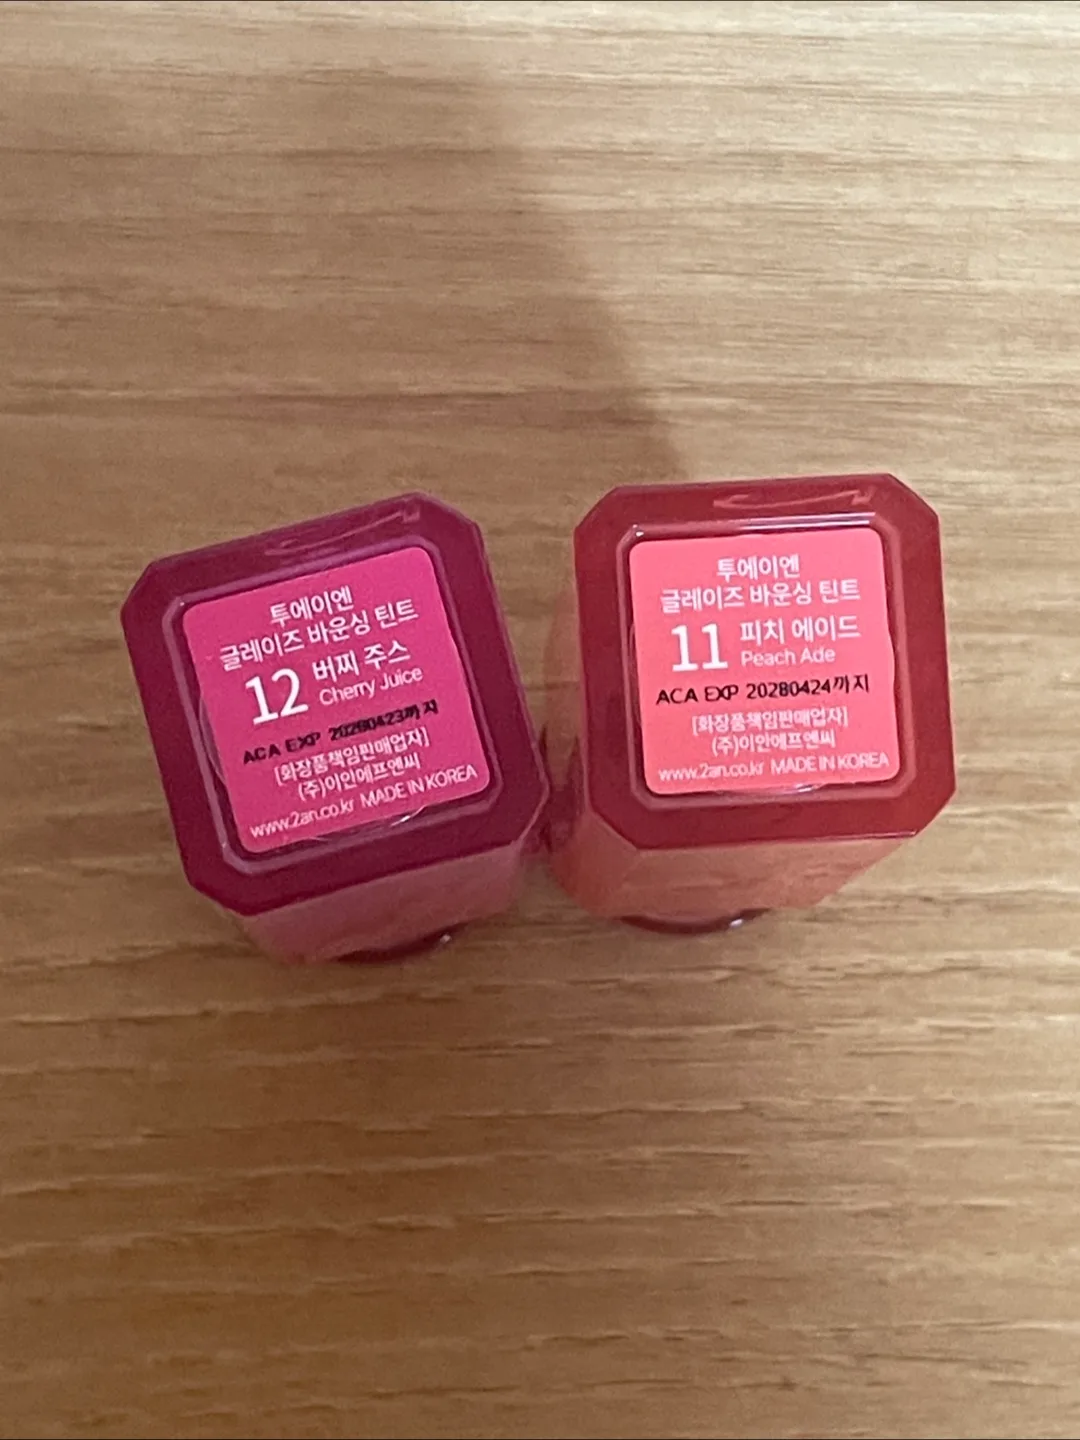 투에이엔
글레이즈 바운싱 틴트
12 버찌 주스
Cherry Juice
ACA EXP 20280423까지
[화장품책임판매업자]
(주)이안에프앤씨
www.2an.co.kr MADE IN KOREA
투에이엔
글레이즈 바운싱 틴트
11 피치 에이드
Peach Ade
ACA EXP 20280424까지
[화장품책임판매업자]
(주)이안에프앤씨
www.2an.co.kr MADE IN KOREA